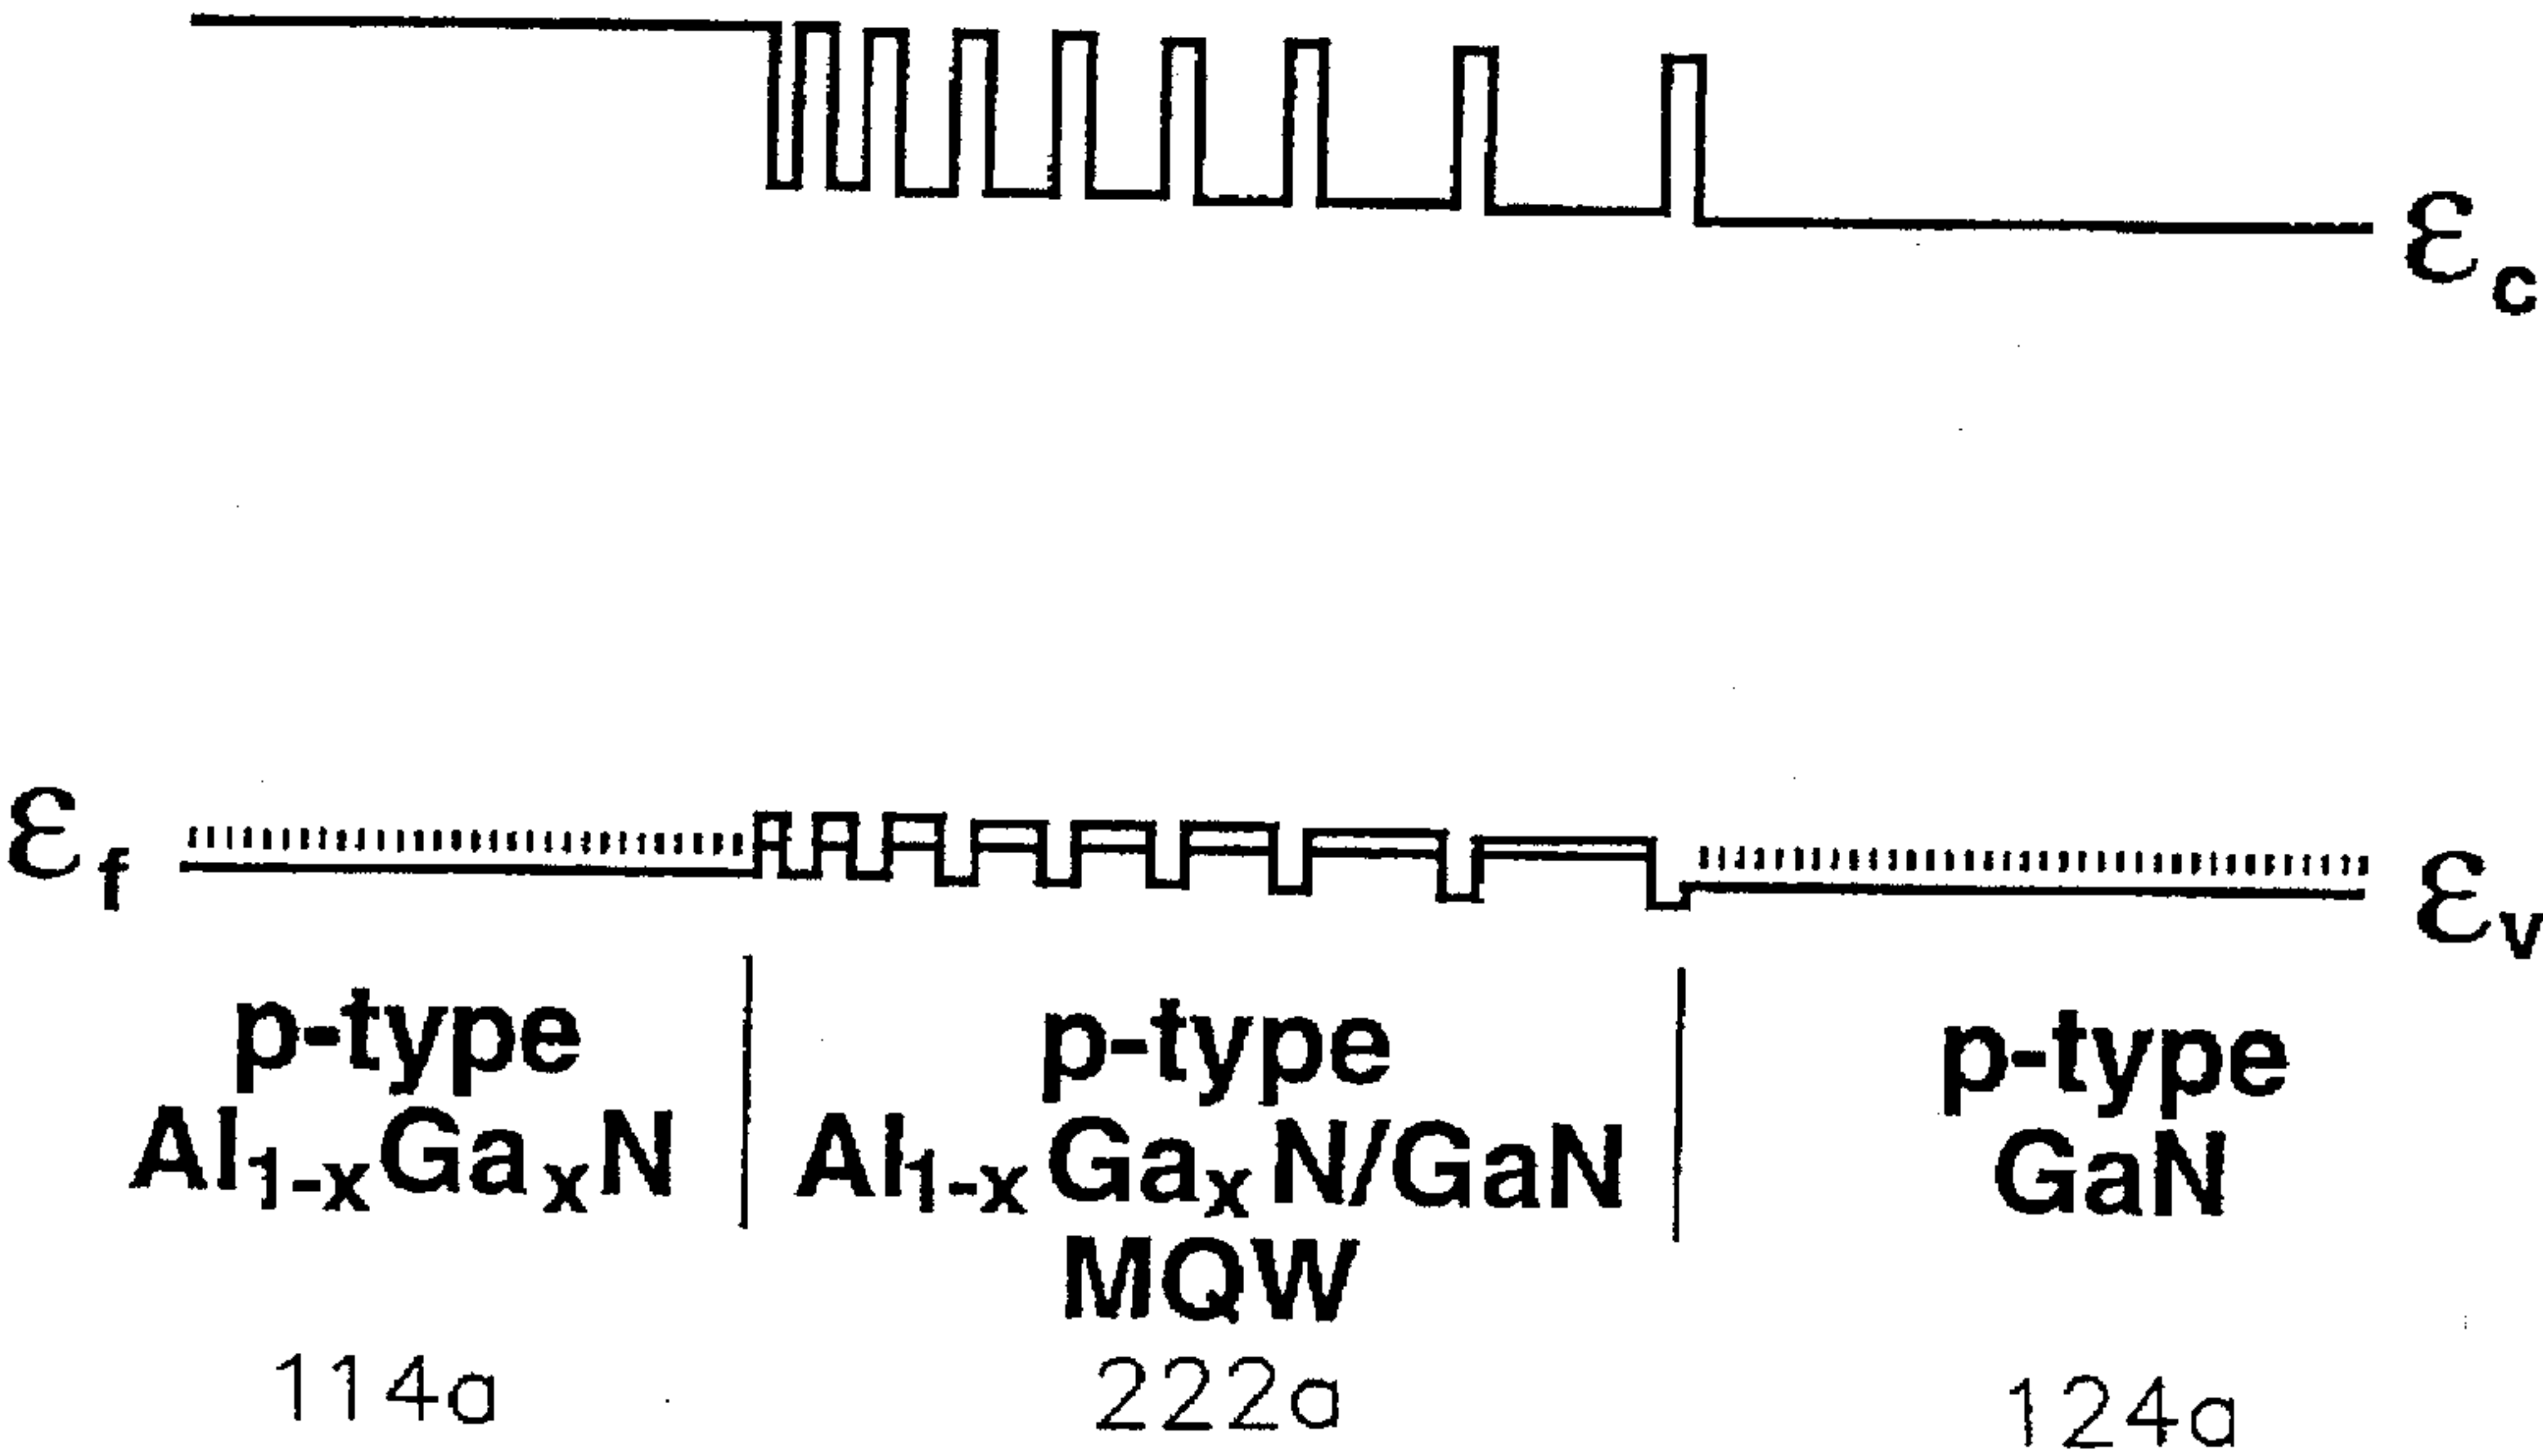 εc
εf
εv
p-type
Al1-xGaxN
p-type
Al1-xGaxN/GaN
MQW
p-type
GaN
114a
222a
124a